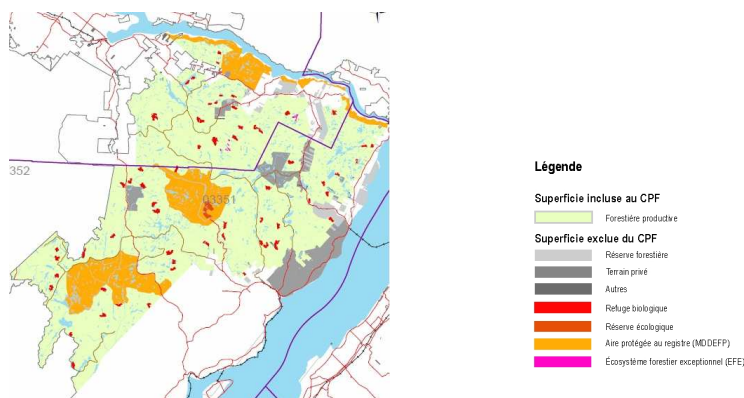 352
03351
Légende
Superficie incluse au CPF
Forestière productive
Superficie exclue du CPF
Réserve forestière
Terrain privé
Autres
Refuge biologique
Réserve écologique
Aire protégée au registre (MDDEFP)
Écosystème forestier exceptionnel (EFE)